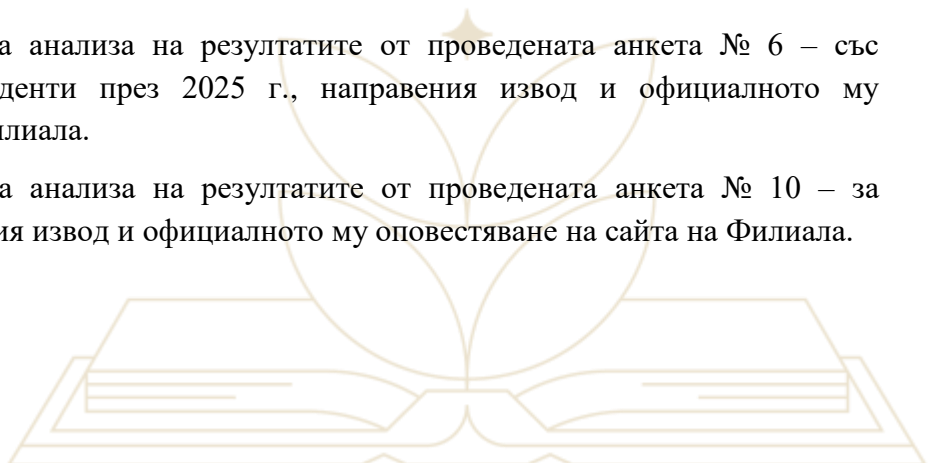 а анализа на резултатите от проведената анкета № 6 – със
денти през 2025 г., направения извод и официалното му
илиала.
а анализа на резултатите от проведената анкета № 10 – за
ия извод и официалното му оповестяване на сайта на Филиала.